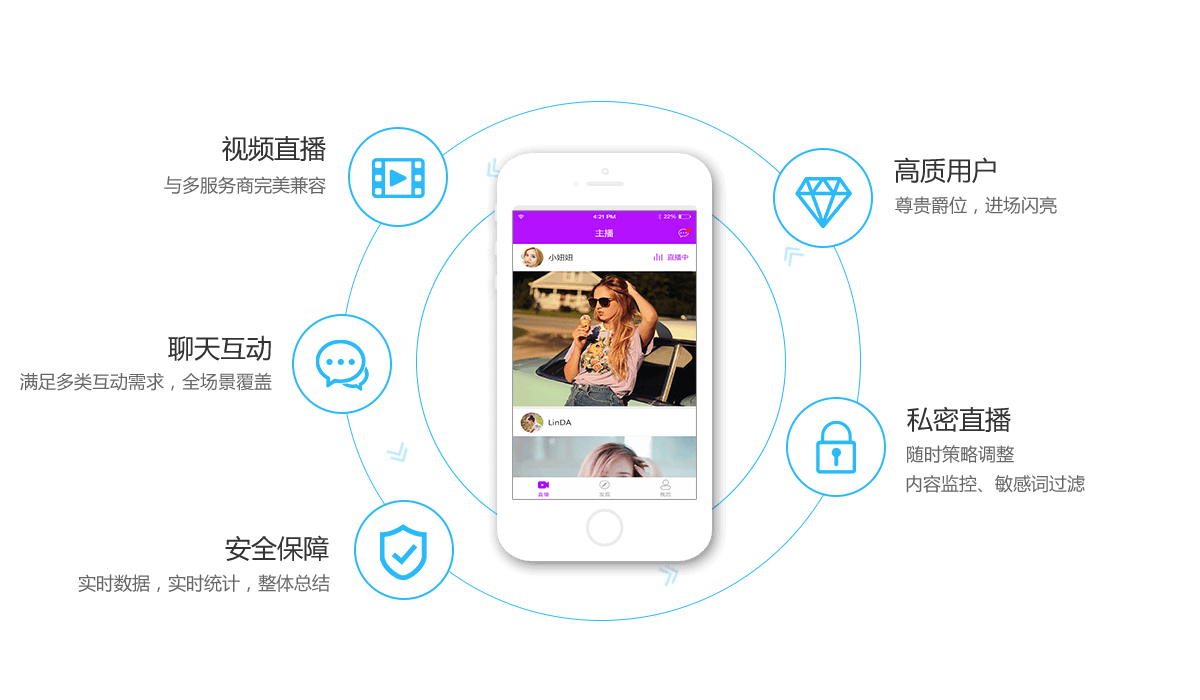 视频直播
与多服务商完美兼容
聊天互动
满足多类互动需求，全场景覆盖
安全保障
实时数据，实时统计，整体总结
4:21 PM
22%
主播
小妞妞
直播中
LinDA
直播
发现
我的
高质用户
尊贵爵位，进场闪亮
私密直播
随时策略调整
内容监控、敏感词过滤